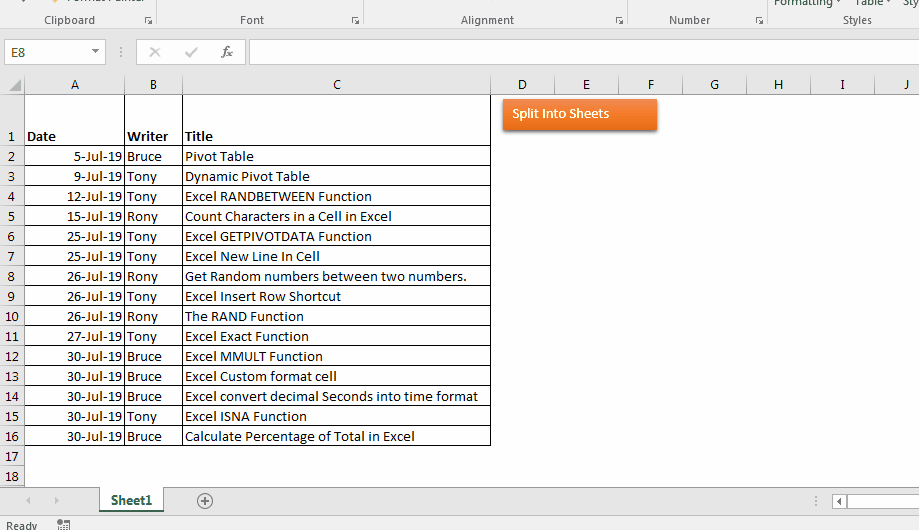 Format Painter
Formatting Table Sty
Clipboard Font Alignment Number Styles
E8 fx
A B C D E F G H I J
Split Into Sheets
1 Date Writer Title
2 5-Jul-19 Bruce Pivot Table
3 9-Jul-19 Tony Dynamic Pivot Table
4 12-Jul-19 Tony Excel RANDBETWEEN Function
5 15-Jul-19 Rony Count Characters in a Cell in Excel
6 25-Jul-19 Tony Excel GETPIVOTDATA Function
7 25-Jul-19 Tony Excel New Line In Cell
8 26-Jul-19 Rony Get Random numbers between two numbers.
9 26-Jul-19 Tony Excel Insert Row Shortcut
10 26-Jul-19 Rony The RAND Function
11 27-Jul-19 Tony Excel Exact Function
12 30-Jul-19 Bruce Excel MMULT Function
13 30-Jul-19 Bruce Excel Custom format cell
14 30-Jul-19 Bruce Excel convert decimal Seconds into time format
15 30-Jul-19 Tony Excel ISNA Function
16 30-Jul-19 Bruce Calculate Percentage of Total in Excel
17
18
Sheet1
Ready